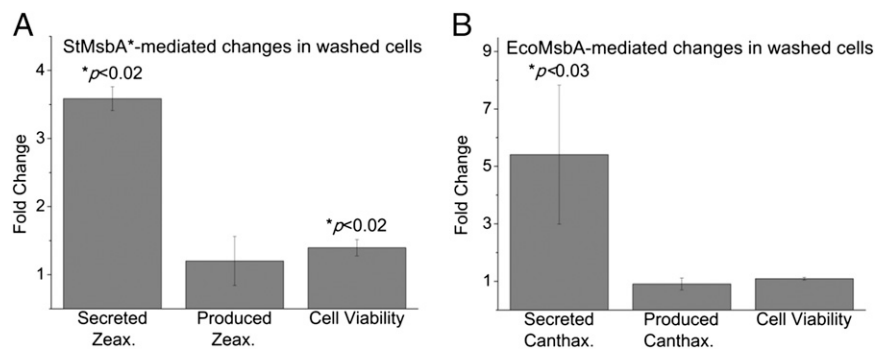 A
StMsbA*-mediated changes in washed cells
*p<0.02
*p<0.02
4
3
2
1
Fold Change
Secreted Zeax.
Produced Zeax.
Cell Viability
B
EcoMsbA-mediated changes in washed cells
*p<0.03
9
7
5
3
1
Fold Change
Secreted Canthax.
Produced Canthax.
Cell Viability